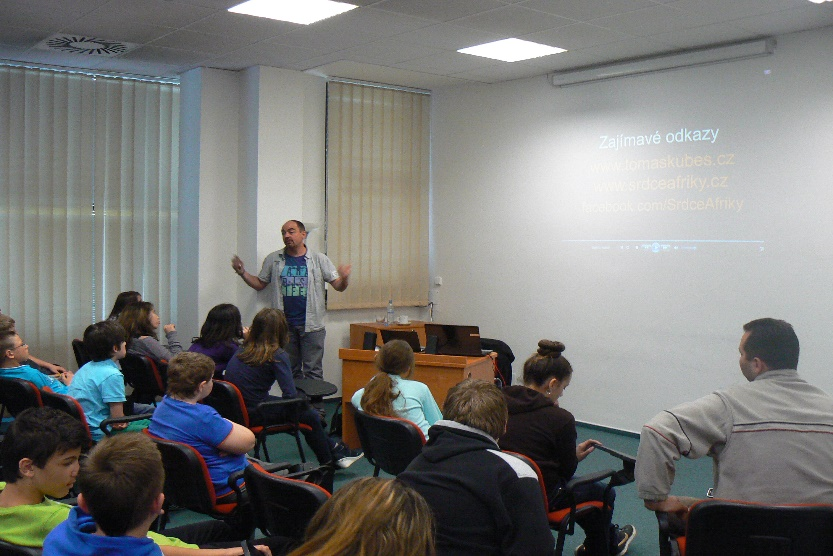 Zajímavé odkazy
www.tomaskubes.cz
www.srdceafriky.cz
facebook.com/SrdceAfriky